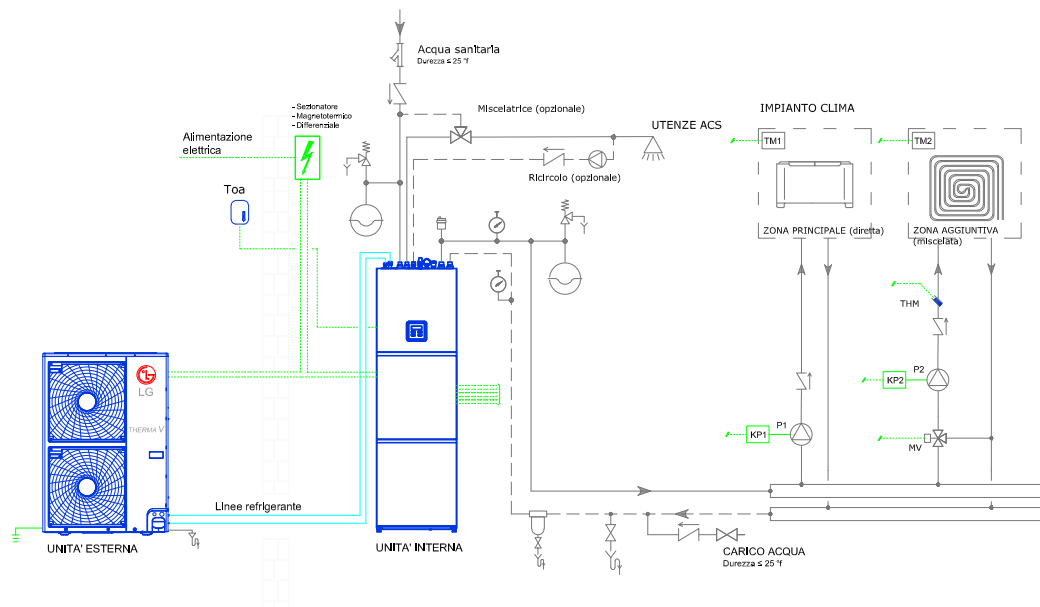 Acqua sanitaria
Durezza ≤ 25 °f
- Sezionatore
- Magnetotermico
- Differenziale
Miscelatrice (opzionale)
IMPIANTO CLIMA
Alimentazione
elettrica
UTENZE ACS
TM1
TM2
Ricircolo (opzionale)
Toa
ZONA PRINCIPALE (diretta)
ZONA AGGIUNTIVA
(miscelata)
THM
LG
THERMA V
KP2
P2
KP1
P1
MV
Linee refrigerante
UNITA' ESTERNA
UNITA' INTERNA
CARICO ACQUA
Durezza ≤ 25 °f